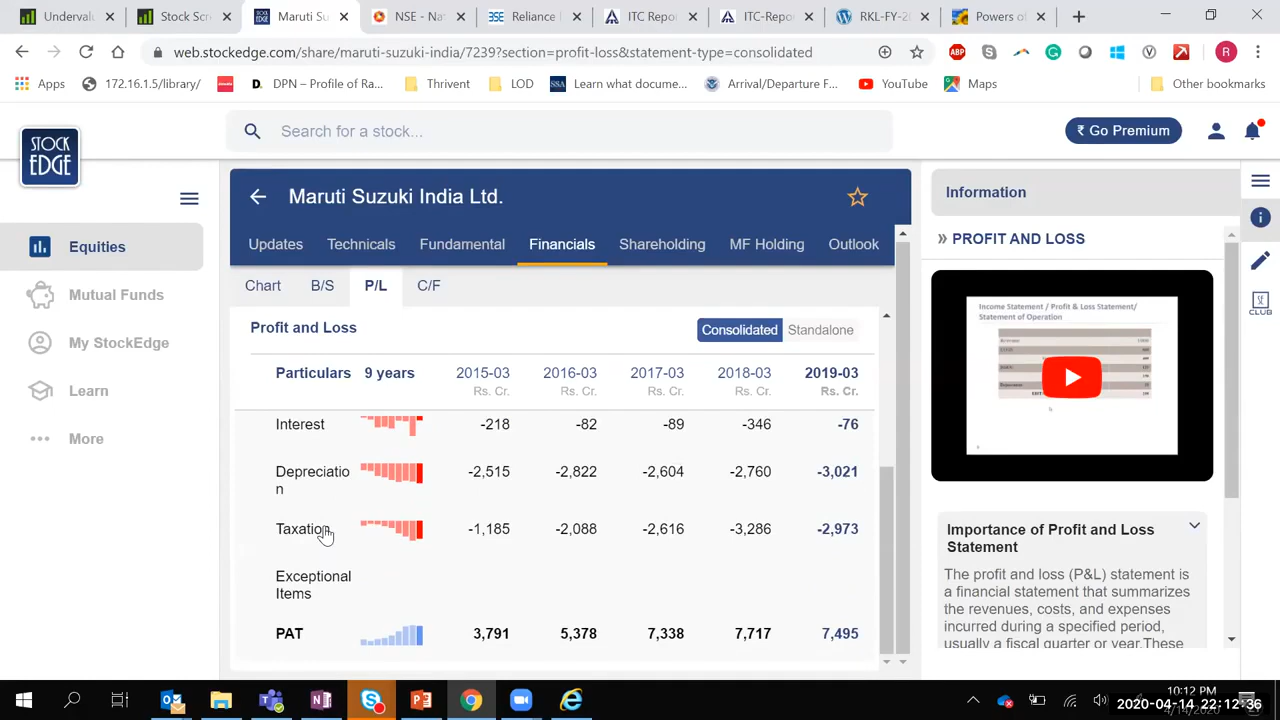 Underval
Stock Scr
Maruti Su
NSE - Na
Reliance
ITC Repo
ITC-Repo
RKL-FY-2
Powers o
web.stockedge.com/share/maruti-suzuki-india/7239?section=profit-loss&statement-type=consolidated
ABP
R
Apps
172.16.1.5/library/
DPN – Profile of Ra...
Thrivent
LOD
SSA
Learn what docume...
Arrival/Departure F...
YouTube
Maps
Other bookmarks
STOCK
EDGE
Search for a stock...
₹ Go Premium
Equities
Mutual Funds
My StockEdge
Learn
More
Maruti Suzuki India Ltd.
Updates Technicals Fundamental Financials Shareholding MF Holding Outlook
Chart B/S P/L C/F
Profit and Loss
Consolidated Standalone
Particulars 9 years 2015-03 2016-03 2017-03 2018-03 2019-03
Rs. Cr. Rs. Cr. Rs. Cr. Rs. Cr. Rs. Cr.
Interest -218 -82 -89 -346 -76
Depreciatio -2,515 -2,822 -2,604 -2,760 -3,021
n
Taxation -1,185 -2,088 -2,616 -3,286 -2,973
Exceptional
Items
PAT 3,791 5,378 7,338 7,717 7,495
Information
» PROFIT AND LOSS
Income Statement / Profit & Loss Statement/
Statement of Operation
Importance of Profit and Loss
Statement
The profit and loss (P&L) statement is
a financial statement that summarizes
the revenues, costs, and expenses
incurred during a specified period,
usually a fiscal quarter or year.These
CLUB
10:12 PM
2020-04-14 22:12:36
4/14/2020